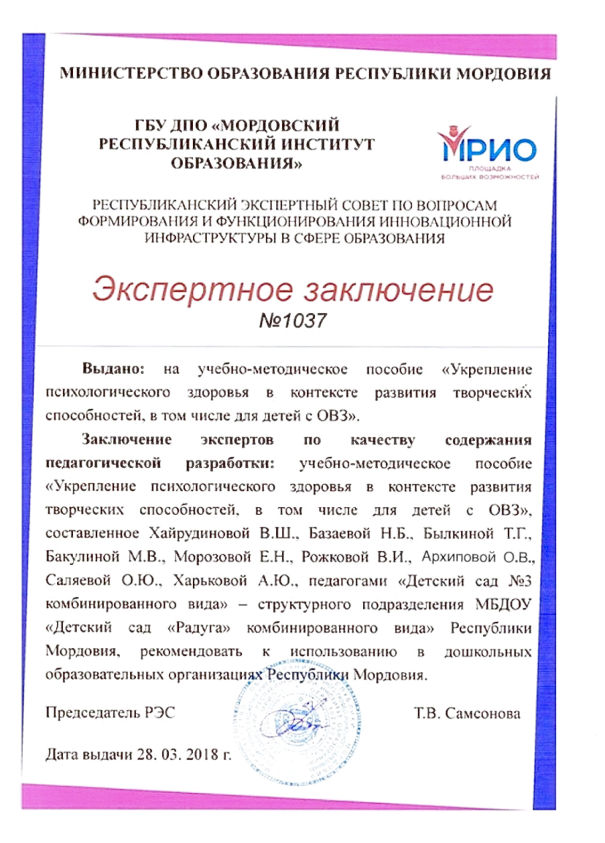 МИНИСТЕРСТВО ОБРАЗОВАНИЯ РЕСПУБЛИКИ МОРДОВИЯ
ГБУ ДПО «МОРДОВСКИЙ
РЕСПУБЛИКАНСКИЙ ИНСТИТУТ
ОБРАЗОВАНИЯ»
МРИО
ПЛОЩАДКА
БОЛЬШИХ ВОЗМОЖНОСТЕЙ
РЕСПУБЛИКАНСКИЙ ЭКСПЕРТНЫЙ СОВЕТ ПО ВОПРОСАМ
ФОРМИРОВАНИЯ И ФУНКЦИОНИРОВАНИЯ ИННОВАЦИОННОЙ
ИНФРАСТРУКТУРЫ В СФЕРЕ ОБРАЗОВАНИЯ
Экспертное заключение
№1037
Выдано: на учебно-методическое пособие «Укрепление
психологического здоровья в контексте развития творческих
способностей, в том числе для детей с ОВЗ».
Заключение экспертов по качеству содержания
педагогической разработки: учебно-методическое пособие
«Укрепление психологического здоровья в контексте развития
творческих способностей, в том числе для детей с ОВЗ»,
составленное Хайрудиновой В.Ш., Базаевой Н.Б., Былкиной Т.Г.,
Бакулиной М.В., Морозовой Е.Н., Рожковой В.И., Архиповой О.В.,
Саляевой О.Ю., Харьковой А.Ю., педагогами «Детский сад №3
комбинированного вида» – структурного подразделения МБДОУ
«Детский сад «Радуга» комбинированного вида» Республики
Мордовия, рекомендовать к использованию в дошкольных
образовательных организациях Республики Мордовия.
Председатель РЭС Т.В. Самсонова
Дата выдачи 28. 03. 2018 г.